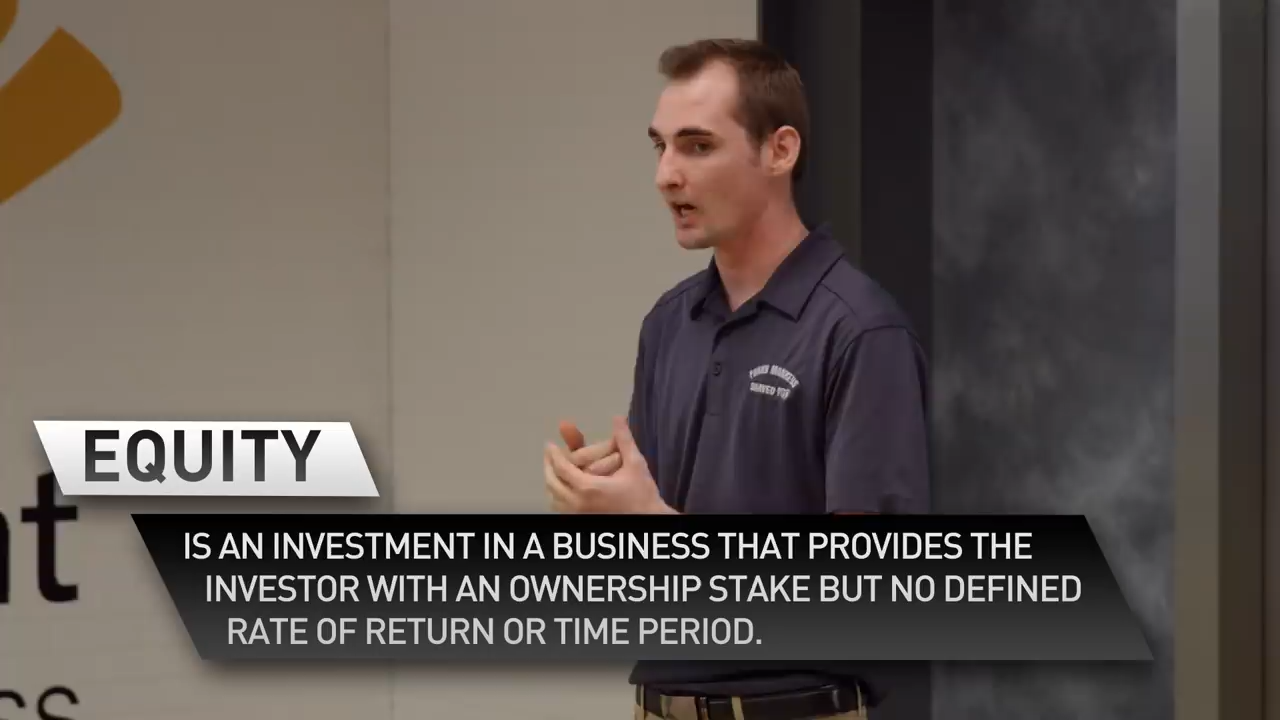 EQUITY
IS AN INVESTMENT IN A BUSINESS THAT PROVIDES THE
INVESTOR WITH AN OWNERSHIP STAKE BUT NO DEFINED
RATE OF RETURN OR TIME PERIOD.